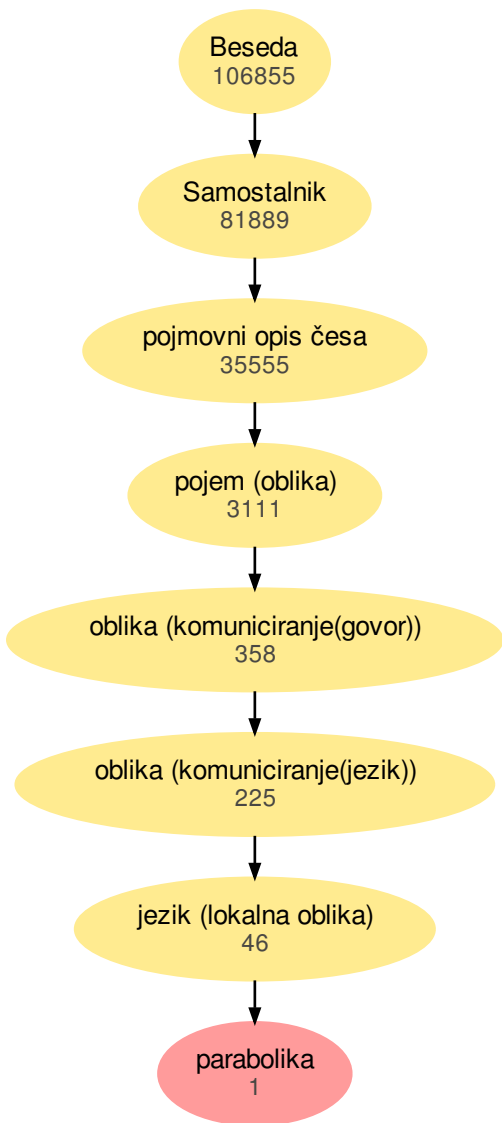 Beseda
106855
Samostalnik
81889
pojmovni opis česa
35555
pojem (oblika)
3111
oblika (komuniciranje(govor))
358
oblika (komuniciranje(jezik))
225
jezik (lokalna oblika)
46
parabolika
1